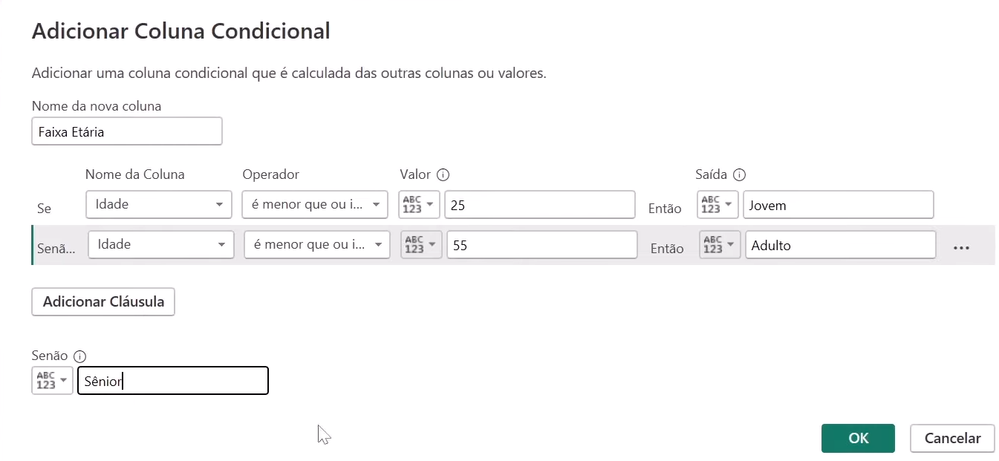 Adicionar Coluna Condicional
Adicionar uma coluna condicional que é calculada das outras colunas ou valores.
Nome da nova coluna
Faixa Etária
Nome da Coluna Operador Valor Saída
Se Idade é menor que ou i... ABC 123 25 Então ABC 123 Jovem
Senã... Idade é menor que ou i... ABC 123 55 Então ABC 123 Adulto ...
Adicionar Cláusula
Senão
ABC 123 Sênior
OK Cancelar